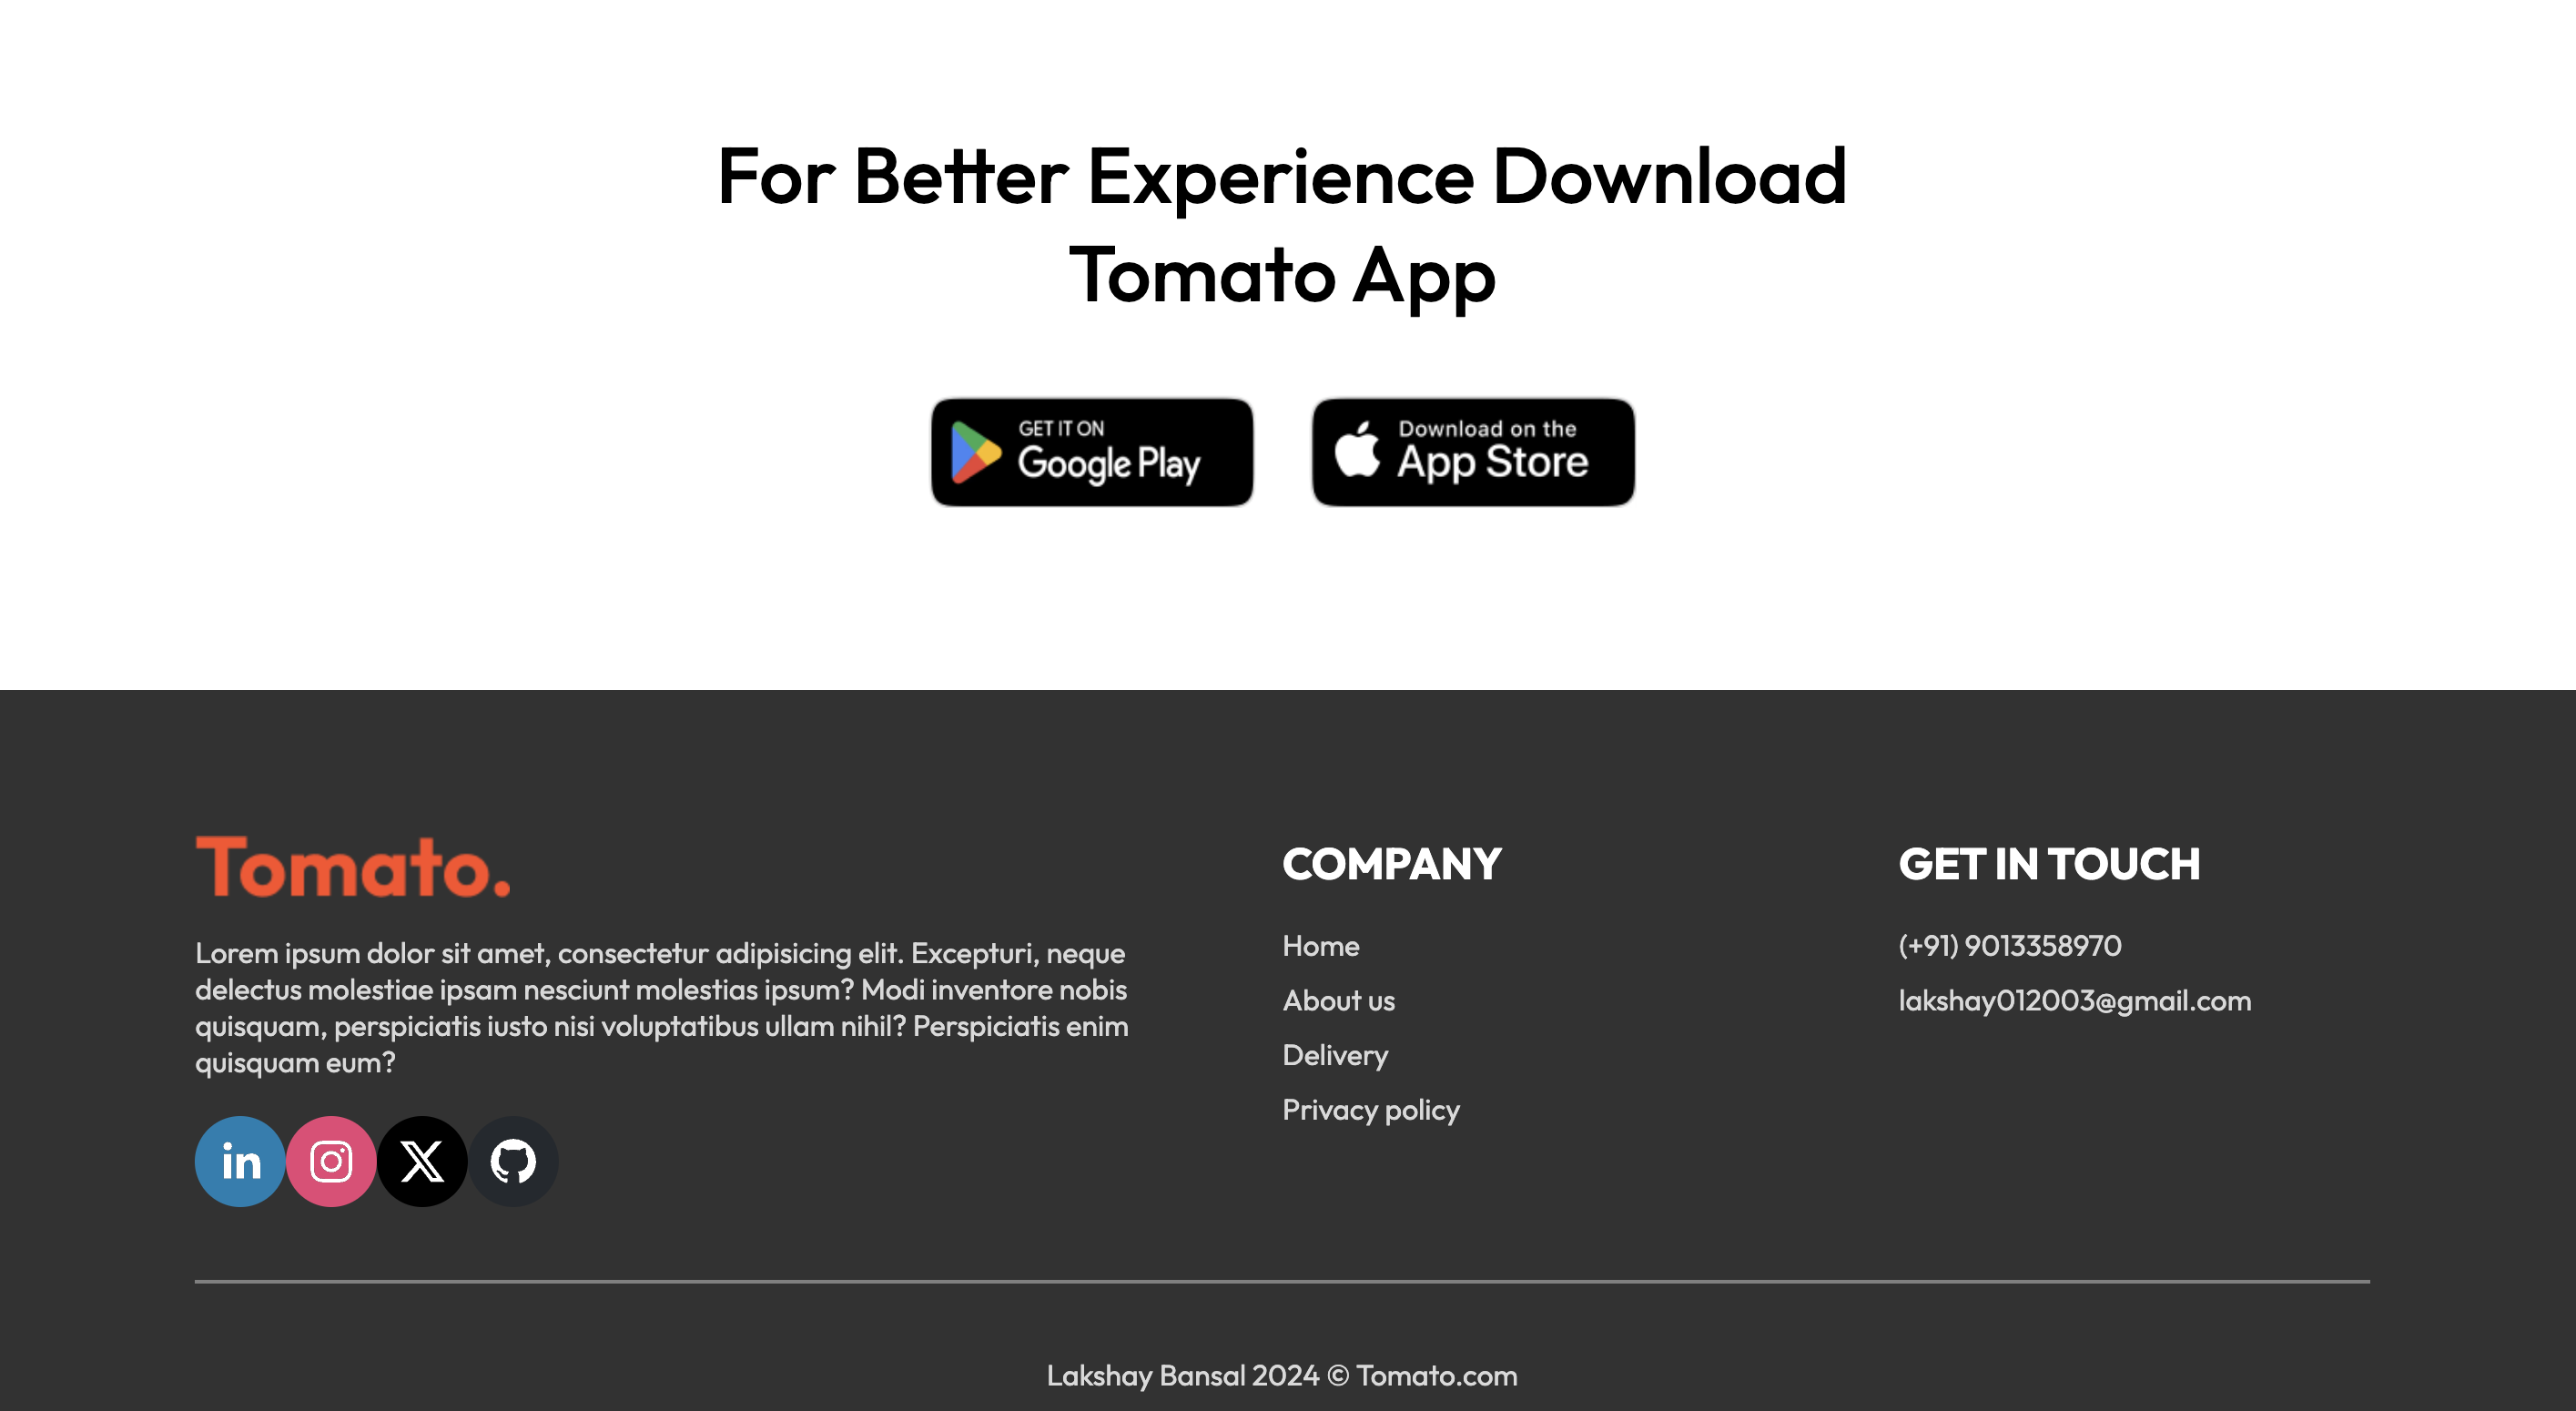 For Better Experience Download
Tomato App
GET IT ON
Google Play
Download on the
App Store
Tomato.
Lorem ipsum dolor sit amet, consectetur adipisicing elit. Excepturi, neque
delectus molestiae ipsam nesciunt molestias ipsum? Modi inventore nobis
quisquam, perspiciatis iusto nisi voluptatibus ullam nihil? Perspiciatis enim
quisquam eum?
in
X
COMPANY
Home
About us
Delivery
Privacy policy
GET IN TOUCH
(+91) 9013358970
lakshay012003@gmail.com
Lakshay Bansal 2024 © Tomato.com